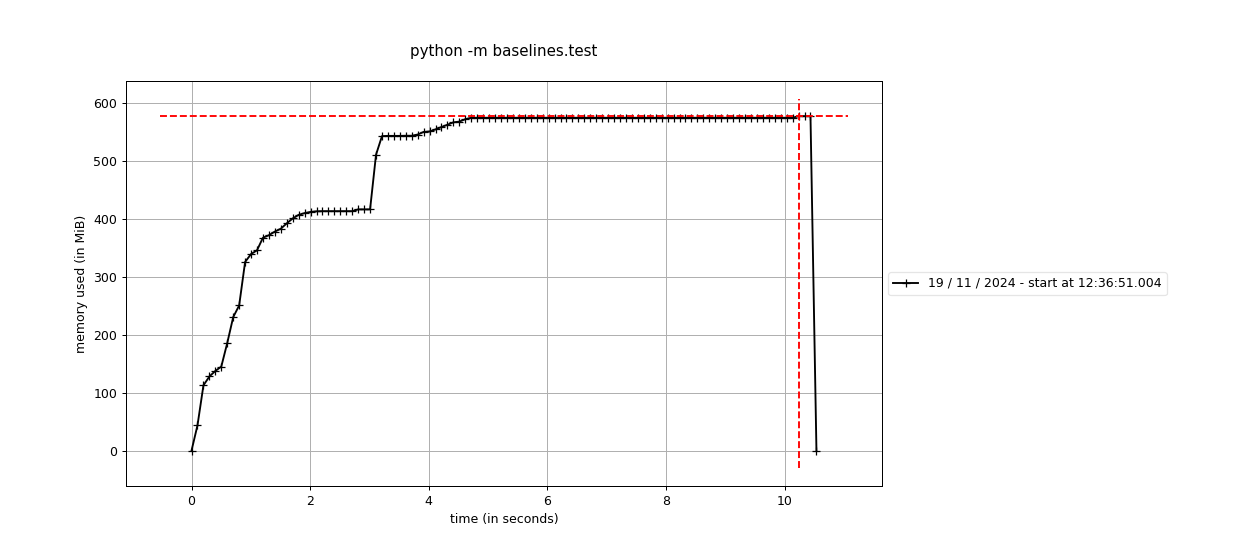 python -m baselines.test
600
500
400
300
200
100
0
memory used (in MiB)
0 2 4 6 8 10
time (in seconds)
19 / 11 / 2024 - start at 12:36:51.004